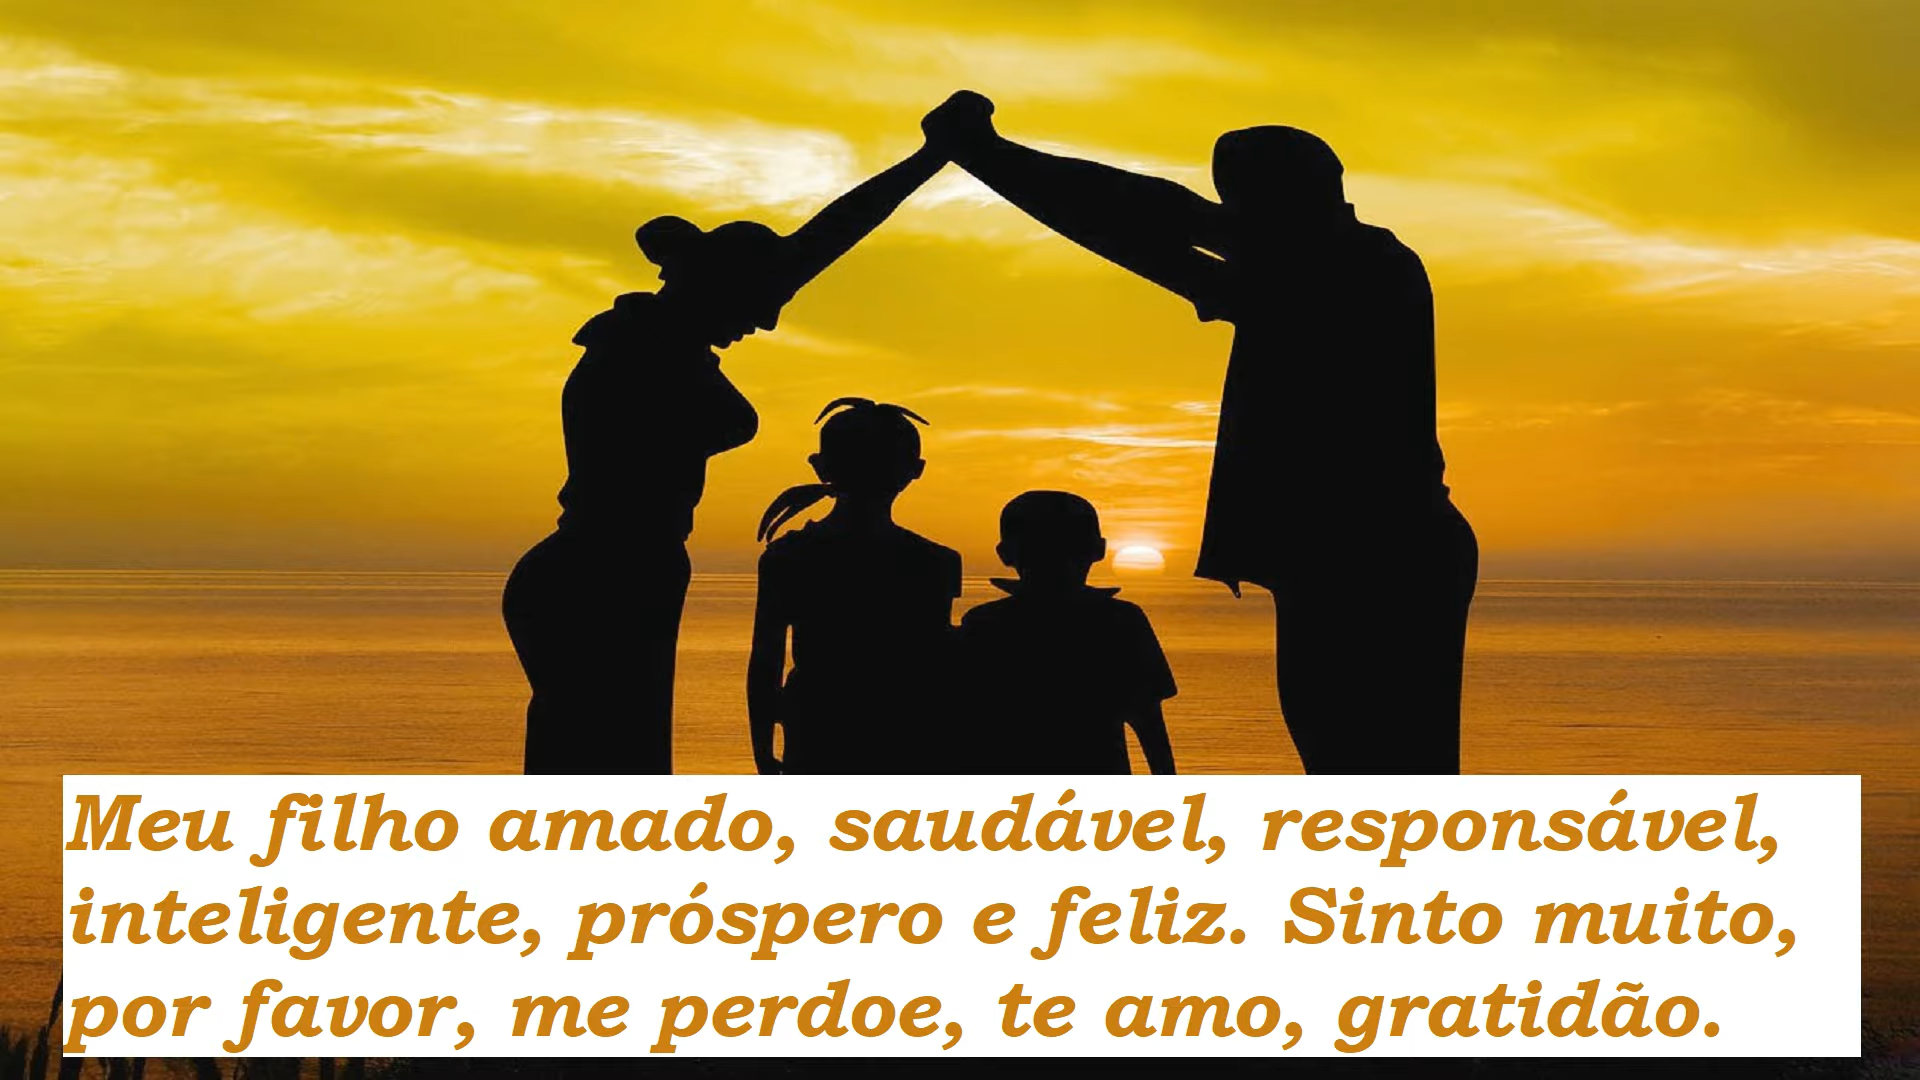 Meu filho amado, saudável, responsável,
inteligente, próspero e feliz. Sinto muito,
por favor, me perdoe, te amo, gratidão.